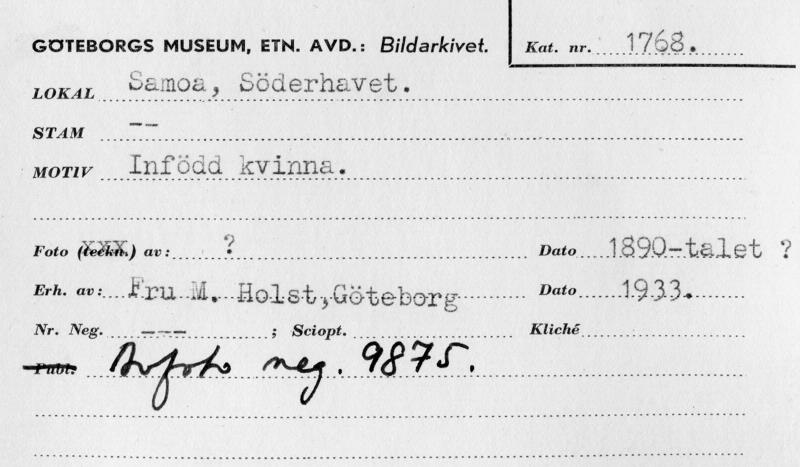 GÖTEBORGS MUSEUM, ETN. AVD.: Bildarkivet. Kat. nr. 1768.
LOKAL Samoa, Söderhavet.
STAM --
MOTIV Infödd kvinna.
Foto (teckn.) av: ? Dato 1890-talet ?
Erh. av: Fru M. Holst, Göteborg Dato 1933.
Nr. Neg. --- ; Sciopt. Kliché
Publ. Avfoto neg. 9875.